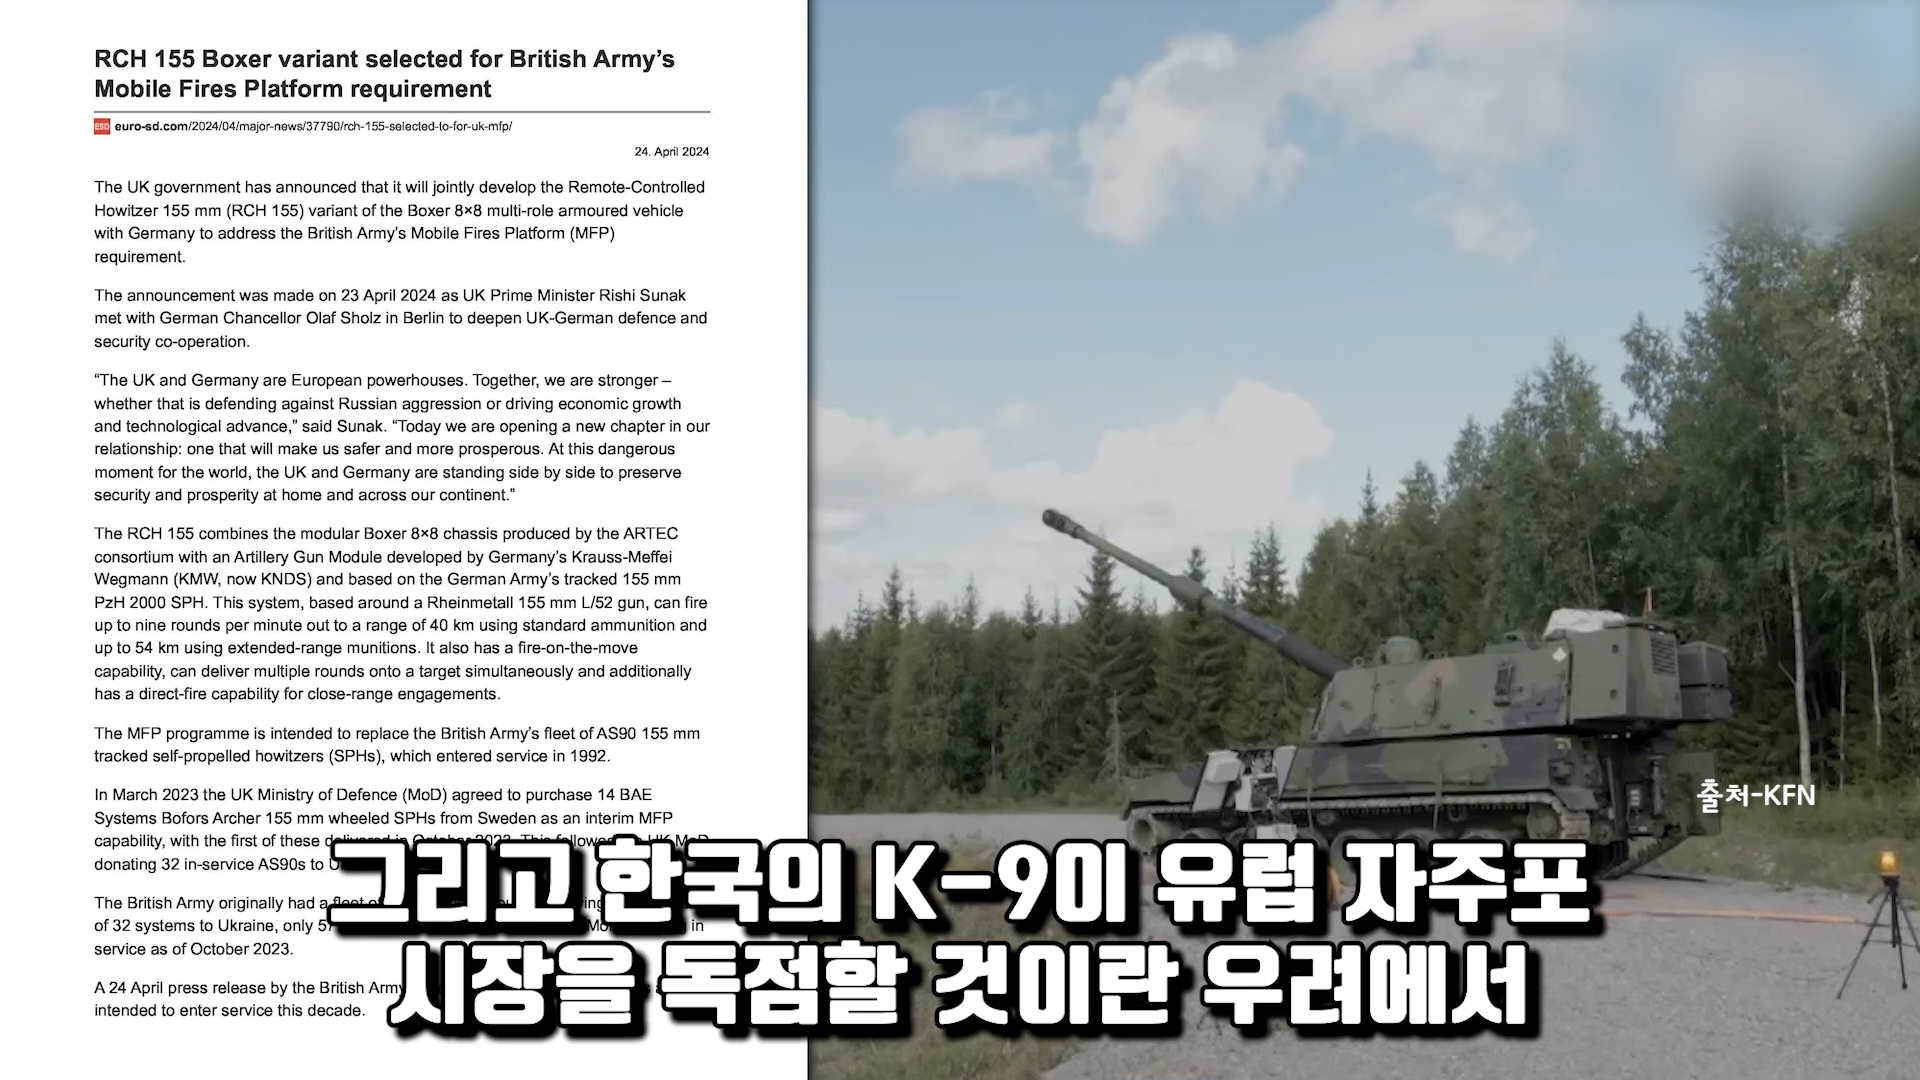 RCH 155 Boxer variant selected for British Army's
Mobile Fires Platform requirement
ESD euro-sd.com/2024/04/major-news/37790/rch-155-selected-to-for-uk-mfp/
24. April 2024
The UK government has announced that it will jointly develop the Remote-Controlled
Howitzer 155 mm (RCH 155) variant of the Boxer 8×8 multi-role armoured vehicle
with Germany to address the British Army's Mobile Fires Platform (MFP)
requirement.
The announcement was made on 23 April 2024 as UK Prime Minister Rishi Sunak
met with German Chancellor Olaf Sholz in Berlin to deepen UK-German defence and
security co-operation.
“The UK and Germany are European powerhouses. Together, we are stronger –
whether that is defending against Russian aggression or driving economic growth
and technological advance,” said Sunak. “Today we are opening a new chapter in our
relationship: one that will make us safer and more prosperous. At this dangerous
moment for the world, the UK and Germany are standing side by side to preserve
security and prosperity at home and across our continent.”
The RCH 155 combines the modular Boxer 8×8 chassis produced by the ARTEC
consortium with an Artillery Gun Module developed by Germany's Krauss-Meffei
Wegmann (KMW, now KNDS) and based on the German Army's tracked 155 mm
PzH 2000 SPH. This system, based around a Rheinmetall 155 mm L/52 gun, can fire
up to nine rounds per minute out to a range of 40 km using standard ammunition and
up to 54 km using extended-range munitions. It also has a fire-on-the-move
capability, can deliver multiple rounds onto a target simultaneously and additionally
has a direct-fire capability for close-range engagements.
The MFP programme is intended to replace the British Army's fleet of AS90 155 mm
tracked self-propelled howitzers (SPHs), which entered service in 1992.
In March 2023 the UK Ministry of Defence (MoD) agreed to purchase 14 BAE
Systems Bofors Archer 155 mm wheeled SPHs from Sweden as an interim MFP
capability, with the first of these delivered in October 2023. This followed UK MoD
donating 32 in-service AS90s to
The British Army originally had a fleet of
of 32 systems to Ukraine, only in
service as of October 2023.
A 24 April press release by the British Army
intended to enter service this decade.
출처-KFN
그리고 한국의 K-9이 유럽 자주포
시장을 독점할 것이란 우려에서